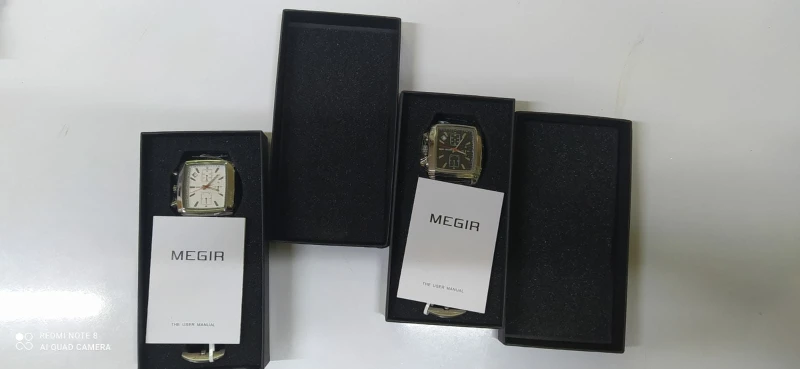 MEGIR
THE USER MANUAL
MEGIR
THE USER MANUAL
REDMI NOTE 8
AI QUAD CAMERA